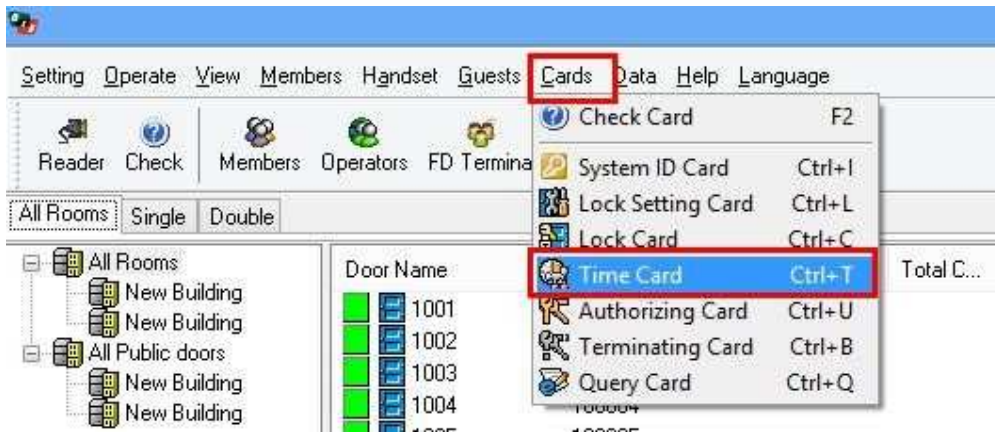 Setting Operate View Members Handset Guests Cards Data Help Language
Reader Check Members Operators FD Termina
Check Card F2
System ID Card Ctrl+I
Lock Setting Card Ctrl+L
Lock Card Ctrl+C
Time Card Ctrl+T
Authorizing Card Ctrl+U
Terminating Card Ctrl+B
Query Card Ctrl+Q
All Rooms Single Double
All Rooms
New Building
New Building
All Public doors
New Building
New Building
Door Name Total C...
1001
1002
1003
1004